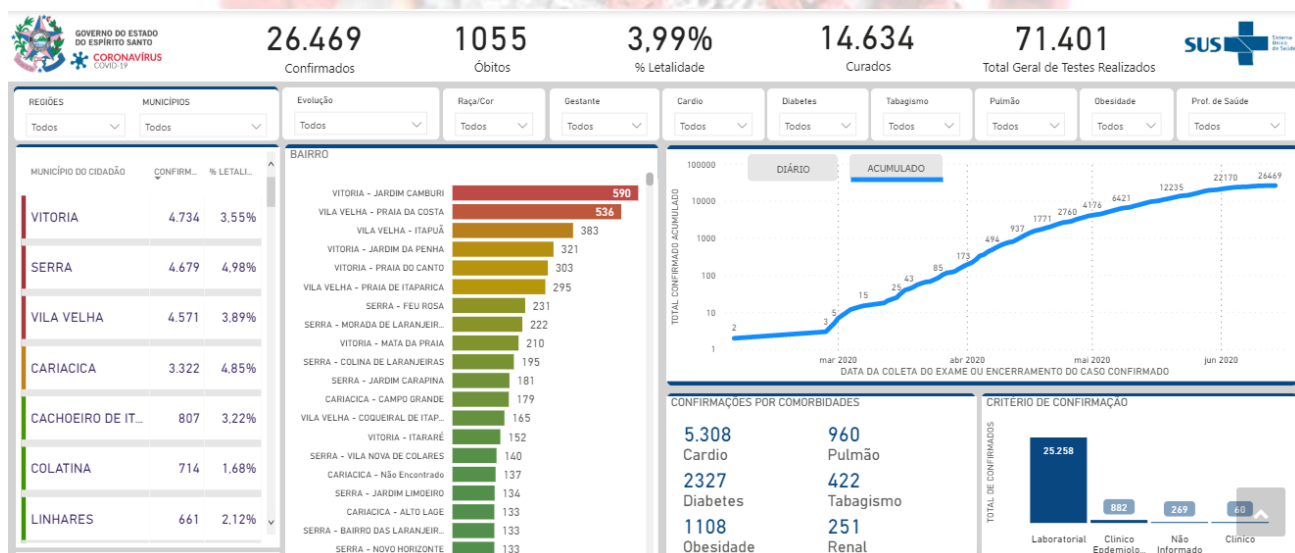 GOVERNO DO ESTADO
DO ESPÍRITO SANTO
CORONAVÍRUS
COVID-19
26.469
Confirmados
1055
Óbitos
3,99%
% Letalidade
14.634
Curados
71.401
Total Geral de Testes Realizados
SUS
Sistema
Único
de Saúde
REGIÕES
Todos
MUNICÍPIOS
Todos
Evolução
Todos
Raça/Cor
Todos
Gestante
Todos
Cardio
Todos
Diabetes
Todos
Tabagismo
Todos
Pulmão
Todos
Obesidade
Todos
Prof. de Saúde
Todos
MUNICÍPIO DO CIDADÃO CONFIRM... % LETALI...
VITORIA 4.734 3,55%
SERRA 4.679 4,98%
VILA VELHA 4.571 3,89%
CARIACICA 3.322 4,85%
CACHOEIRO DE IT... 807 3,22%
COLATINA 714 1,68%
LINHARES 661 2,12%
BAIRRO
VITORIA - JARDIM CAMBURI 590
VILA VELHA - PRAIA DA COSTA 536
VILA VELHA - ITAPUÃ 383
VITORIA - JARDIM DA PENHA 321
VITORIA - PRAIA DO CANTO 303
VILA VELHA - PRAIA DE ITAPARICA 295
SERRA - FEU ROSA 231
SERRA - MORADA DE LARANJEIR... 222
VITORIA - MATA DA PRAIA 210
SERRA - COLINA DE LARANJEIRAS 195
SERRA - JARDIM CARAPINA 181
CARIACICA - CAMPO GRANDE 179
VILA VELHA - COQUEIRAL DE ITAP... 165
VITORIA - ITARARÉ 152
SERRA - VILA NOVA DE COLARES 140
CARIACICA - Não Encontrado 137
SERRA - JARDIM LIMOEIRO 134
CARIACICA - ALTO LAGE 133
SERRA - BAIRRO DAS LARANJEIR... 133
SERRA - NOVO HORIZONTE 133
DIÁRIO
ACUMULADO
TOTAL CONFIRMADO ACUMULADO
100000
10000
1000
100
10
1
2
3
5
15
25
43
85
173
494
937
1771
2760
4176
6421
12235
22170
26469
mar 2020
abr 2020
mai 2020
jun 2020
DATA DA COLETA DO EXAME OU ENCERRAMENTO DO CASO CONFIRMADO
CONFIRMAÇÕES POR COMORBIDADES
5.308
Cardio
960
Pulmão
2327
Diabetes
422
Tabagismo
1108
Obesidade
251
Renal
CRITÉRIO DE CONFIRMAÇÃO
TOTAL DE CONFIRMADOS
25.258
882
269
60
Laboratorial
Clinico
Epidemiolo...
Não
Informado
Clinico